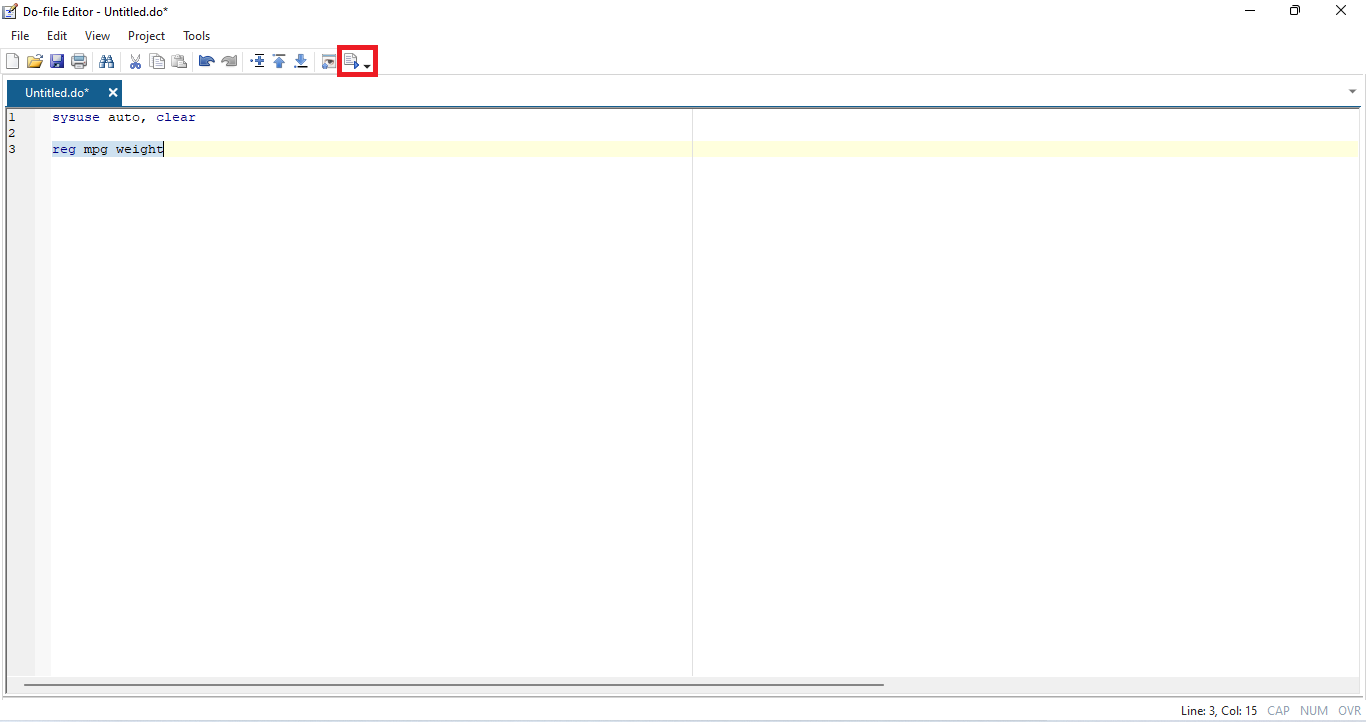 Do-file Editor - Untitled.do*
File Edit View Project Tools
Untitled.do*
1 sysuse auto, clear
2
3 reg mpg weight
Line: 3, Col: 15 CAP NUM OVR